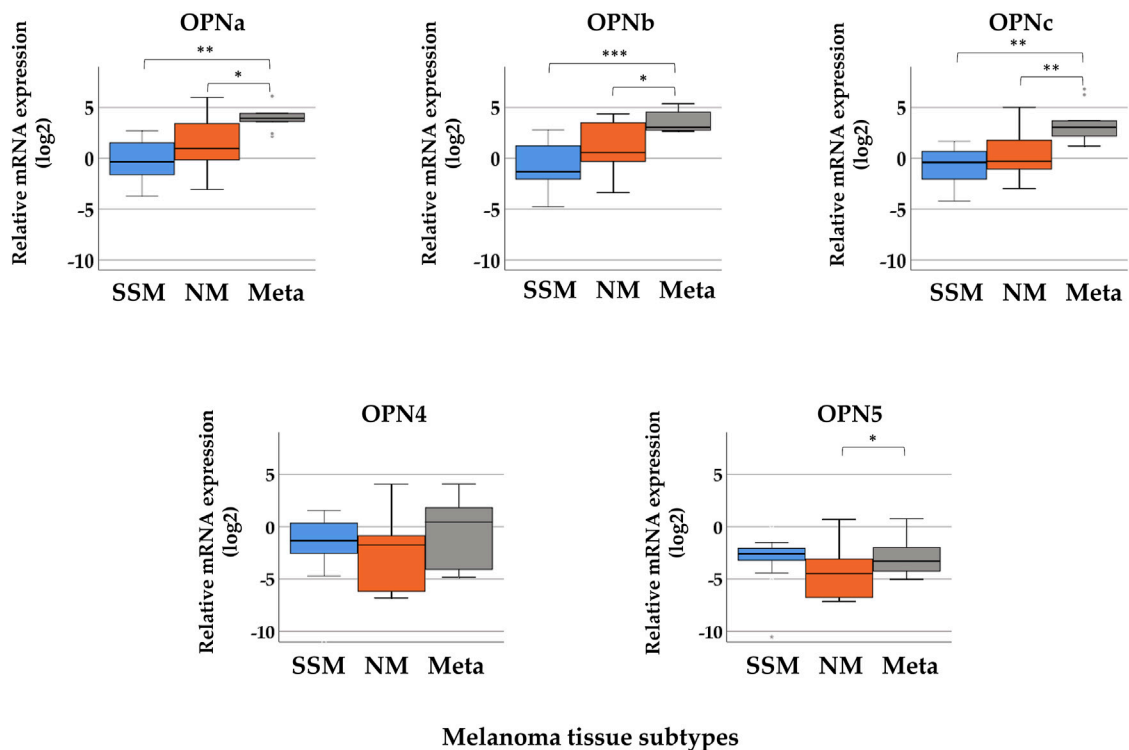 OPNa
Relative mRNA expression
(log2)
**
*
5
0
-5
-10
SSM NM Meta
OPNb
Relative mRNA expression
(log2)
***
*
5
0
-5
-10
SSM NM Meta
OPNc
Relative mRNA expression
(log2)
**
**
5
0
-5
-10
SSM NM Meta
OPN4
Relative mRNA expression
(log2)
5
0
-5
-10
SSM NM Meta
OPN5
Relative mRNA expression
(log2)
*
5
0
-5
-10
SSM NM Meta
Melanoma tissue subtypes